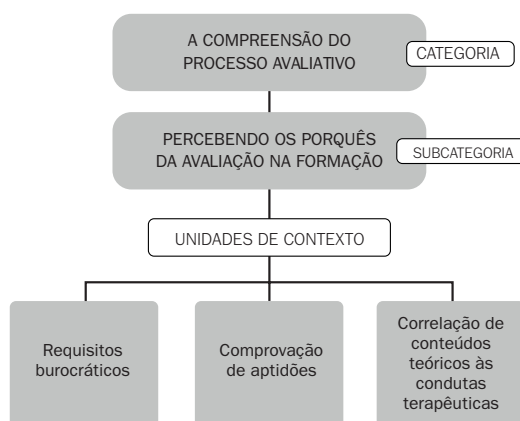 A COMPREENSÃO DO
PROCESSO AVALIATIVO
CATEGORIA
PERCEBENDO OS PORQUÊS
DA AVALIAÇÃO NA FORMAÇÃO
SUBCATEGORIA
UNIDADES DE CONTEXTO
Requisitos
burocráticos
Comprovação
de aptidões
Correlação de
conteúdos
teóricos às
condutas
terapêuticas